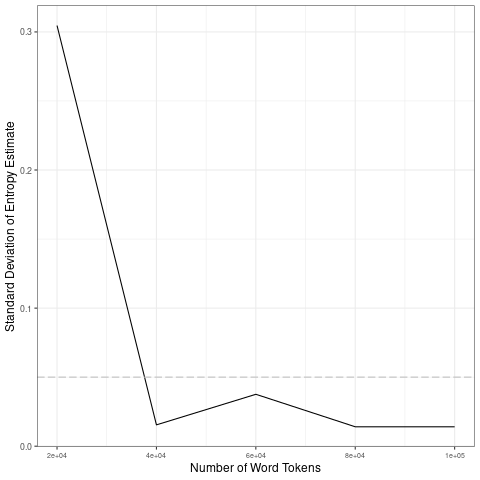 Standard Deviation of Entropy Estimate
0.3
0.2
0.1
0.0
2e+04 4e+04 6e+04 8e+04 1e+05
Number of Word Tokens